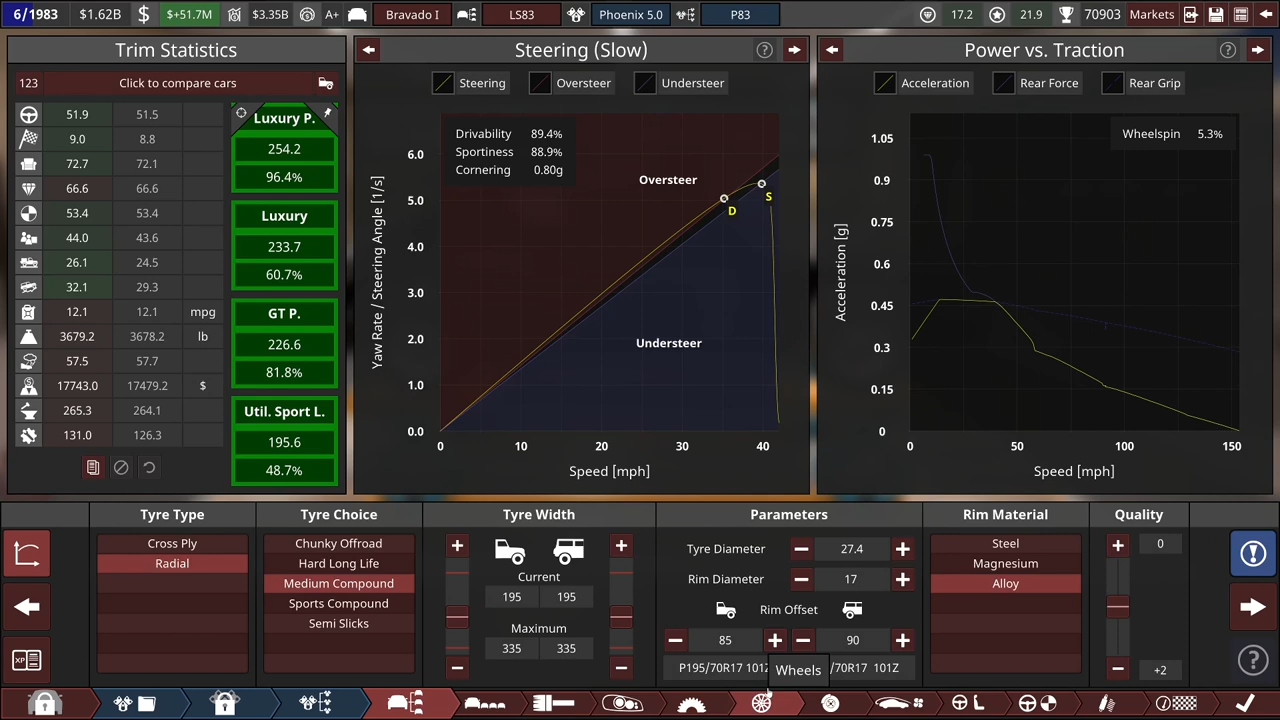 6/1983 $1.62B $ $+51.7M $3.35B A+ Bravado I LS83 Phoenix 5.0 P83 17.2 21.9 70903 Markets
Trim Statistics
123 Click to compare cars
51.9 51.5
9.0 8.8
72.7 72.1
66.6 66.6
53.4 53.4
44.0 43.6
26.1 24.5
32.1 29.3
12.1 12.1 mpg
3679.2 3678.2 lb
57.5 57.7
17743.0 17479.2 $
265.3 264.1
131.0 126.3
Luxury P.
254.2
96.4%
Luxury
233.7
60.7%
GT P.
226.6
81.8%
Util. Sport L.
195.6
48.7%
Steering (Slow)
?
Steering Oversteer Understeer
Drivability 89.4%
Sportiness 88.9%
Cornering 0.80g
Oversteer
D
S
Understeer
Yaw Rate / Steering Angle [1/s]
6.0
5.0
4.0
3.0
2.0
1.0
0.0
0 10 20 30 40
Speed [mph]
Power vs. Traction
?
Acceleration Rear Force Rear Grip
Wheelspin 5.3%
Acceleration [g]
1.05
0.9
0.75
0.6
0.45
0.3
0.15
0
0 50 100 150
Speed [mph]
Tyre Type
Cross Ply
Radial
Tyre Choice
Chunky Offroad
Hard Long Life
Medium Compound
Sports Compound
Semi Slicks
Tyre Width
+ +
Current
195 195
Maximum
335 335
- -
Parameters
Tyre Diameter - 27.4 +
Rim Diameter - 17 +
Rim Offset
- 85 + - 90 +
P195/70R17 101Z /70R17 101Z
Wheels
Rim Material
Steel
Magnesium
Alloy
Quality
+ 0
- +2
XP
?